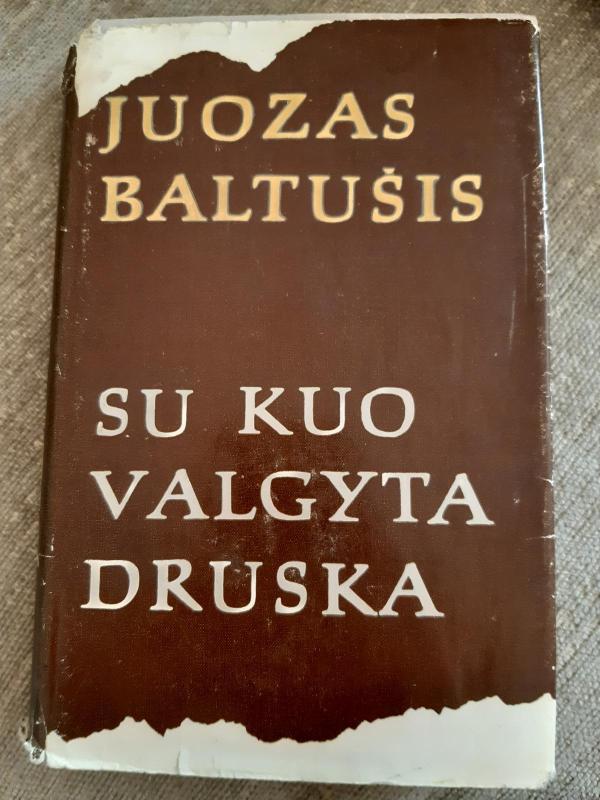 JUOZAS
BALTUŠIS
SU KUO
VALGYTA
DRUSKA